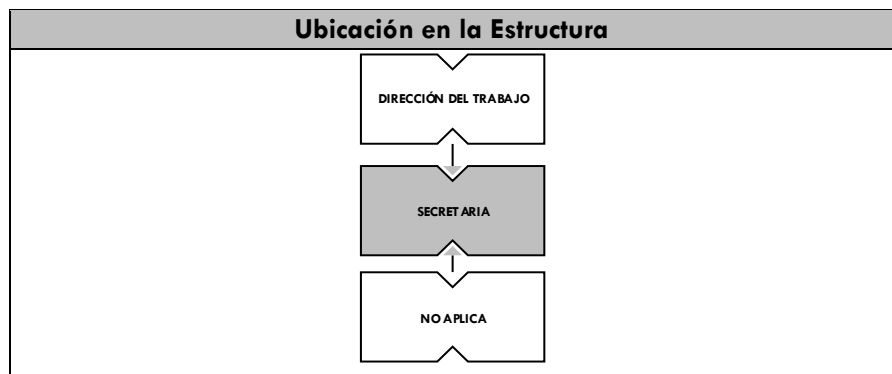 Ubicación en la Estructura
DIRECCIÓN DEL TRABAJO
SECRETARIA
NO APLICA